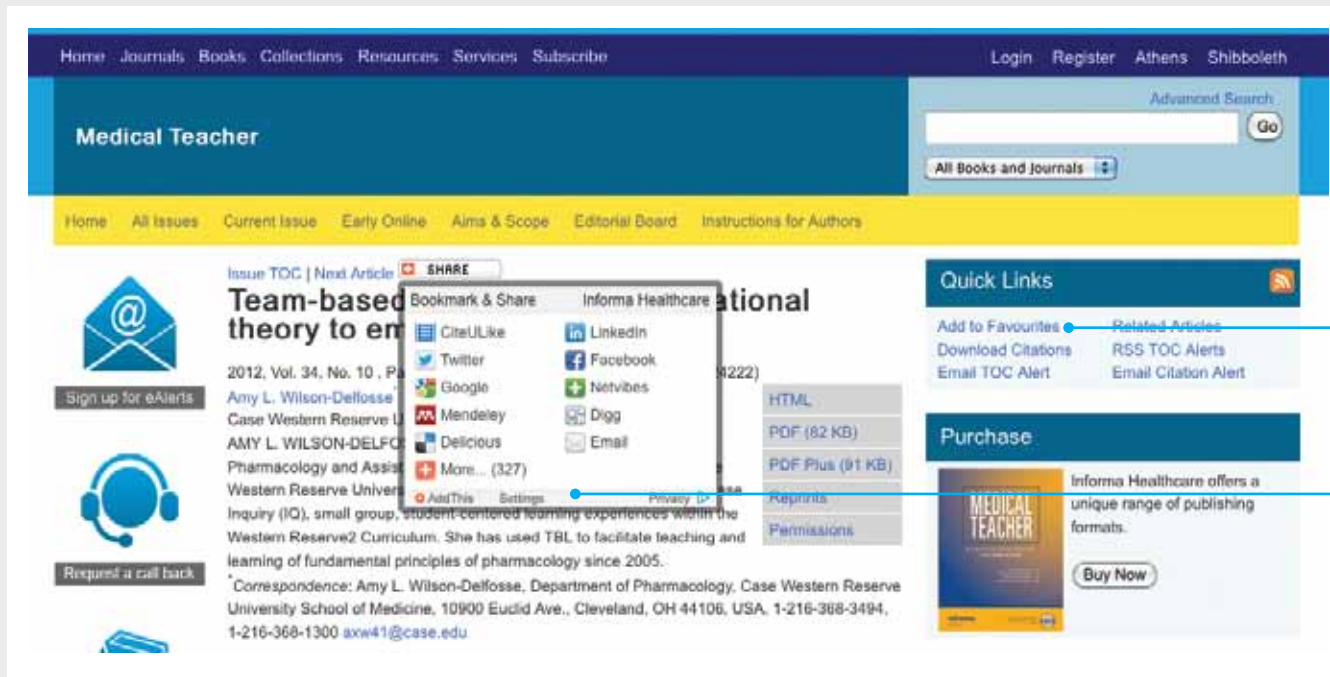 Home Journals Books Collections Resources Services Subscribe
Login Register Athens Shibboleth
Medical Teacher
Advanced Search
Go
All Books and Journals
Home All Issues Current Issue Early Online Aims & Scope Editorial Board Instructions for Authors
Sign up for eAlerts
Request a call back
Issue TOC | Next Article
SHARE
Team-based ational
theory to em
2012, Vol. 34, No. 10 , Pa 4222)
Amy L. Wilson-Delfosse*
Case Western Reserve U
AMY L. WILSON-DELFO
Pharmacology and Assist
Western Reserve Univers ase
Inquiry (IQ), small group, student-centered learning experiences within the
Western Reserve2 Curriculum. She has used TBL to facilitate teaching and
learning of fundamental principles of pharmacology since 2005.
*Correspondence: Amy L. Wilson-Delfosse, Department of Pharmacology, Case Western Reserve
University School of Medicine, 10900 Euclid Ave., Cleveland, OH 44106, USA. 1-216-368-3494,
1-216-368-1300 axw41@case.edu
Bookmark & Share Informa Healthcare
CiteULike LinkedIn
Twitter Facebook
Google Netvibes
Mendeley Digg
Delicious Email
More... (327)
AddThis Settings Privacy
HTML
PDF (82 KB)
PDF Plus (91 KB)
Reprints
Permissions
Quick Links
Add to Favourites Related Articles
Download Citations RSS TOC Alerts
Email TOC Alert Email Citation Alert
Purchase
MEDICAL
TEACHER
Informa Healthcare offers a
unique range of publishing
formats.
Buy Now